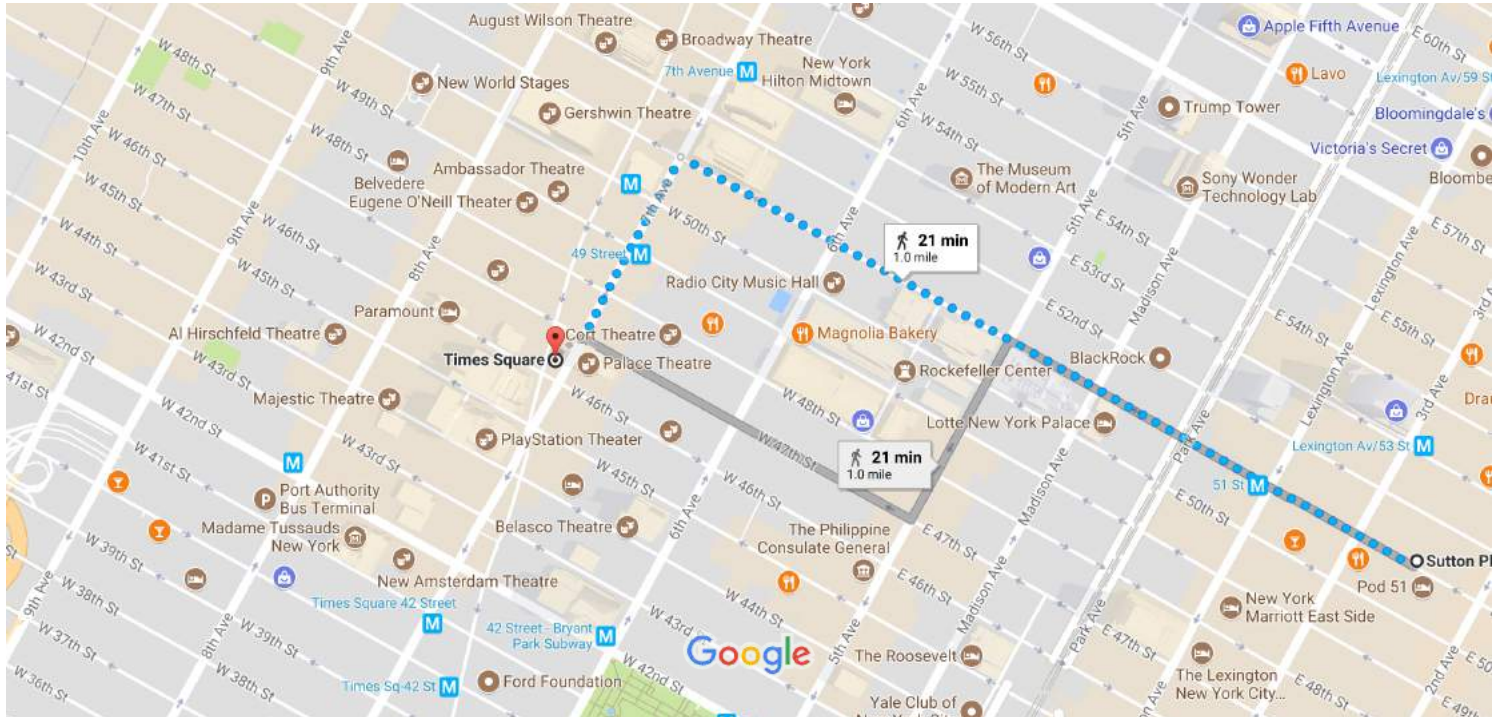 August Wilson Theatre
Broadway Theatre
Apple Fifth Avenue
E 60th St
W 48th St
9th Ave
7th Avenue
New York
Hilton Midtown
W 56th St
Lavo
Lexington Av/59 St
New World Stages
W 47th St
W 49th St
6th Ave
W 55th St
Trump Tower
Bloomingdale's
Gershwin Theatre
5th Ave
10th Ave
W 46th St
W 48th St
W 54th St
Victoria's Secret
Ambassador Theatre
The Museum
of Modern Art
Sony Wonder
Technology Lab
Belvedere
Eugene O'Neill Theater
W 45th St
7th Ave
W 50th St
E 54th St
E 57th St
9th Ave
W 46th St
6th Ave
21 min
1.0 mile
5th Ave
W 44th St
49 Street
8th Ave
E 53rd St
Madison Ave
Lexington Ave
W 43rd St
W 45th St
Radio City Music Hall
Paramount
E 52nd St
3rd Ave
Al Hirschfeld Theatre
Cort Theatre
Magnolia Bakery
E 54th St
E 55th St
W 42nd St
Times Square
Palace Theatre
Rockefeller Center
BlackRock
41st St
W 43rd St
Majestic Theatre
W 46th St
W 48th St
Lotte New York Palace
Lexington Ave
3rd Ave
W 42nd St
PlayStation Theater
W 47th St
Park Ave
Lexington Av/53 St
W 41st St
W 43rd St
21 min
1.0 mile
W 45th St
W 46th St
51 St
Port Authority
Bus Terminal
Madison Ave
E 50th St
Madame Tussauds
New York
Belasco Theatre
6th Ave
The Philippine
Consulate General
E 47th St
W 39th St
New Amsterdam Theatre
E 46th St
Sutton Pl
Pod 51
9th Ave
W 38th St
8th Ave
Times Square 42 Street
W 44th St
Madison Ave
Park Ave
New York
Marriott East Side
42 Street - Bryant
Park Subway
W 43rd St
5th Ave
E 47th St
W 37th St
W 39th St
Google
The Roosevelt
W 36th St
W 38th St
Times Sq-42 St
Ford Foundation
W 42nd St
The Lexington
New York City...
E 48th St
2nd Ave
E 49th St
Yale Club of